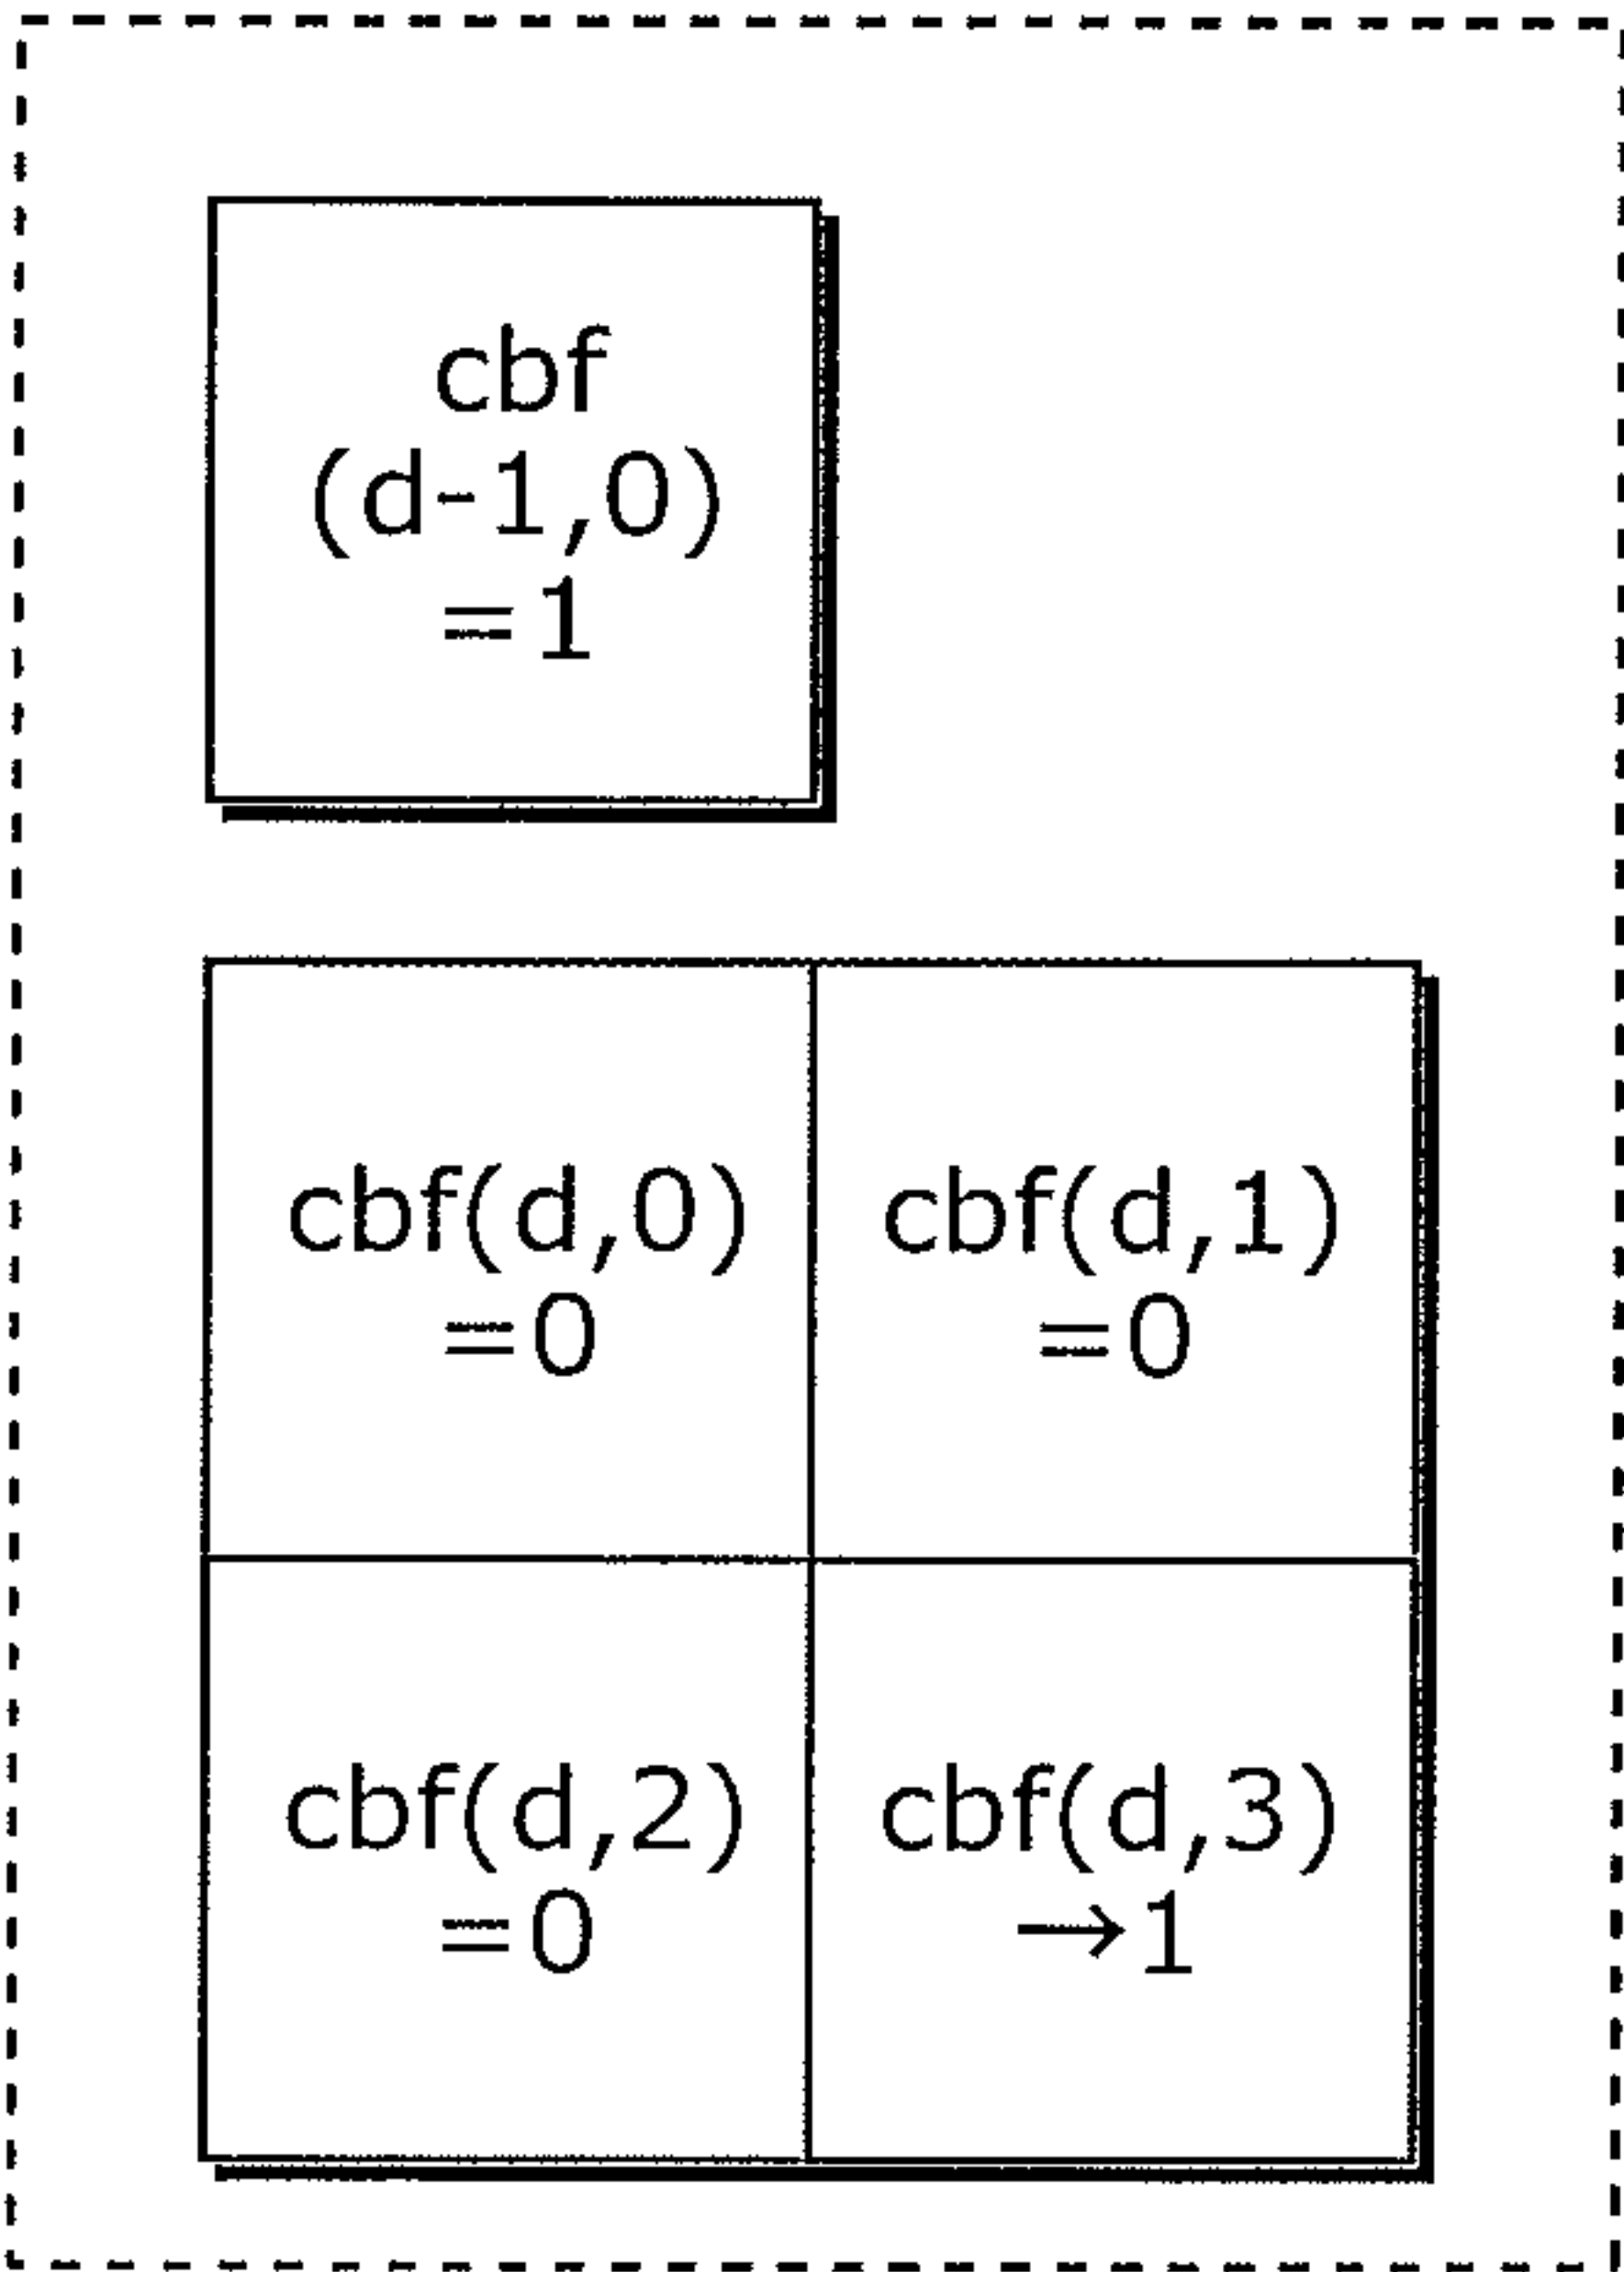 cbf
(d-1,0)
=1
cbf(d,0)
=0
cbf(d,1)
=0
cbf(d,2)
=0
cbf(d,3)
→1